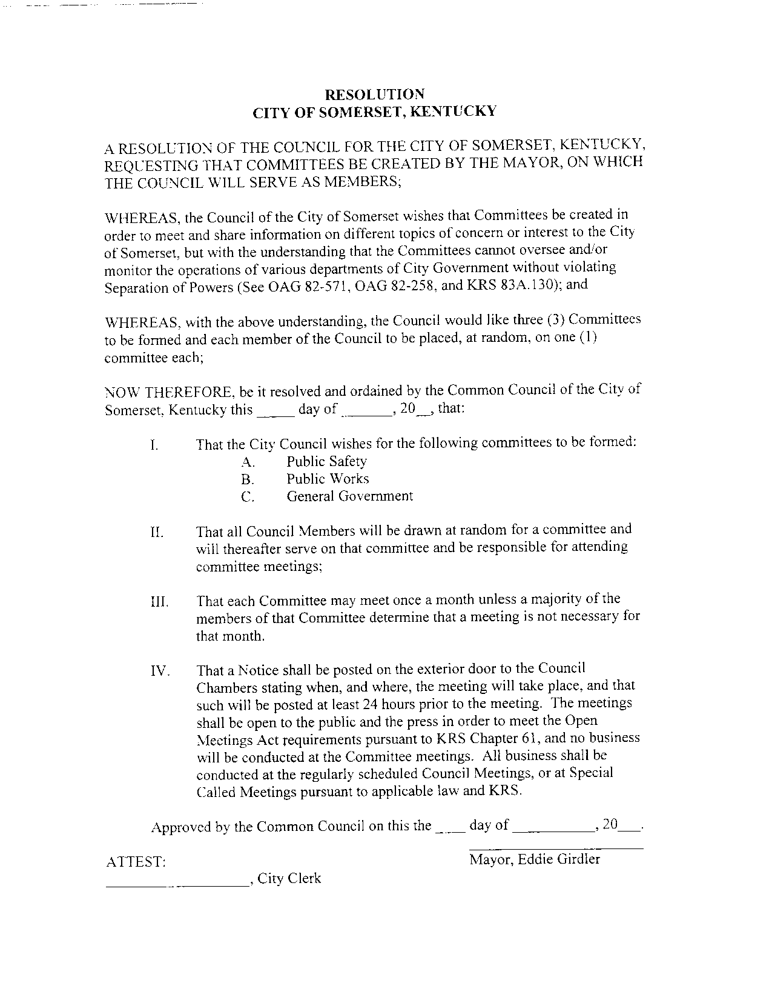 RESOLUTION
CITY OF SOMERSET, KENTUCKY
A RESOLUTION OF THE COUNCIL FOR THE CITY OF SOMERSET, KENTUCKY,
REQUESTING THAT COMMITTEES BE CREATED BY THE MAYOR, ON WHICH
THE COUNCIL WILL SERVE AS MEMBERS;
WHEREAS, the Council of the City of Somerset wishes that Committees be created in
order to meet and share information on different topics of concern or interest to the City
of Somerset, but with the understanding that the Committees cannot oversee and/or
monitor the operations of various departments of City Government without violating
Separation of Powers (See OAG 82-571, OAG 82-258, and KRS 83A.130); and
WHEREAS, with the above understanding, the Council would like three (3) Committees
to be formed and each member of the Council to be placed, at random, on one (1)
committee each;
NOW THEREFORE, be it resolved and ordained by the Common Council of the City of
Somerset, Kentucky this _____ day of _______, 20__, that:
I. That the City Council wishes for the following committees to be formed:
A. Public Safety
B. Public Works
C. General Government
II. That all Council Members will be drawn at random for a committee and
will thereafter serve on that committee and be responsible for attending
committee meetings;
III. That each Committee may meet once a month unless a majority of the
members of that Committee determine that a meeting is not necessary for
that month.
IV. That a Notice shall be posted on the exterior door to the Council
Chambers stating when, and where, the meeting will take place, and that
such will be posted at least 24 hours prior to the meeting. The meetings
shall be open to the public and the press in order to meet the Open
Meetings Act requirements pursuant to KRS Chapter 61, and no business
will be conducted at the Committee meetings. All business shall be
conducted at the regularly scheduled Council Meetings, or at Special
Called Meetings pursuant to applicable law and KRS.
Approved by the Common Council on this the ____ day of ___________, 20___.
ATTEST: Mayor, Eddie Girdler
___________________, City Clerk